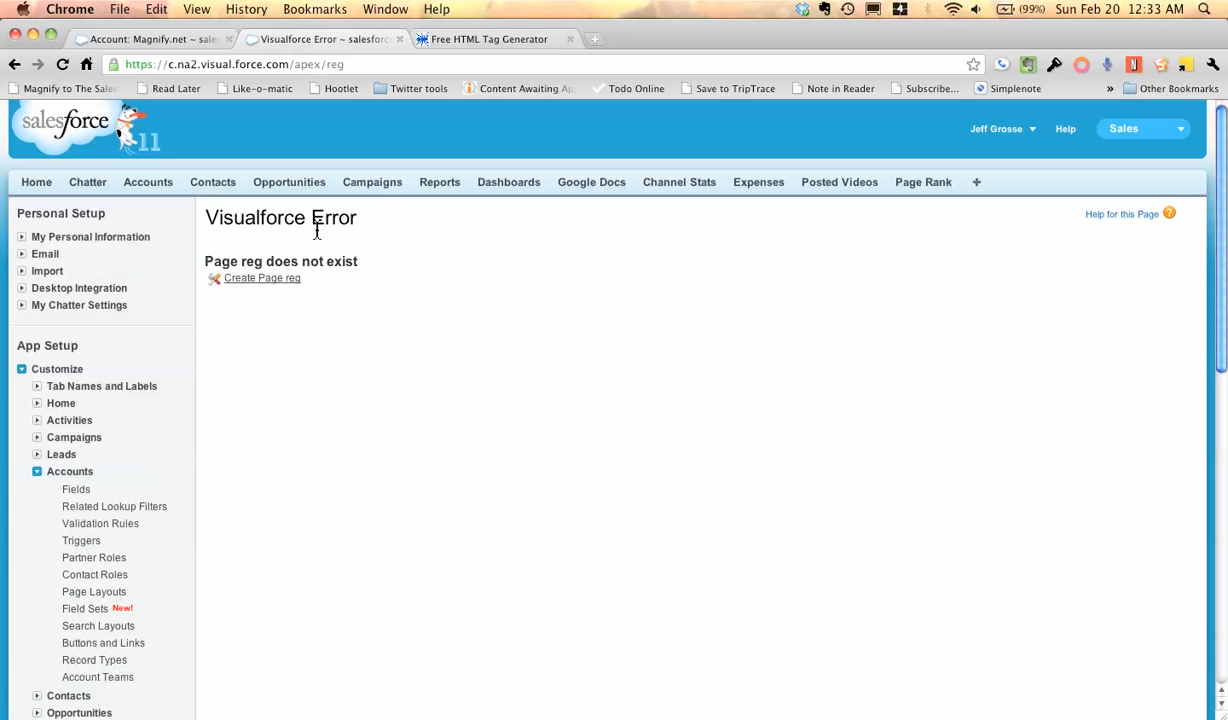 Chrome File Edit View History Bookmarks Window Help (99%) Sun Feb 20 12:33 AM
Account: Magnify.net ~ sales Visualforce Error ~ salesforc Free HTML Tag Generator
https://c.na2.visual.force.com/apex/reg
Magnify to The Sales Read Later Like-o-matic Hootlet Twitter tools Content Awaiting Ap Todo Online Save to TripTrace Note in Reader Subscribe... Simplenote » Other Bookmarks
salesforce 11 Jeff Grosse Help Sales
Home Chatter Accounts Contacts Opportunities Campaigns Reports Dashboards Google Docs Channel Stats Expenses Posted Videos Page Rank +
Personal Setup
My Personal Information
Email
Import
Desktop Integration
My Chatter Settings
App Setup
Customize
Tab Names and Labels
Home
Activities
Campaigns
Leads
Accounts
Fields
Related Lookup Filters
Validation Rules
Triggers
Partner Roles
Contact Roles
Page Layouts
Field Sets New!
Search Layouts
Buttons and Links
Record Types
Account Teams
Contacts
Opportunities
Visualforce Error
Help for this Page ?
Page reg does not exist
Create Page reg